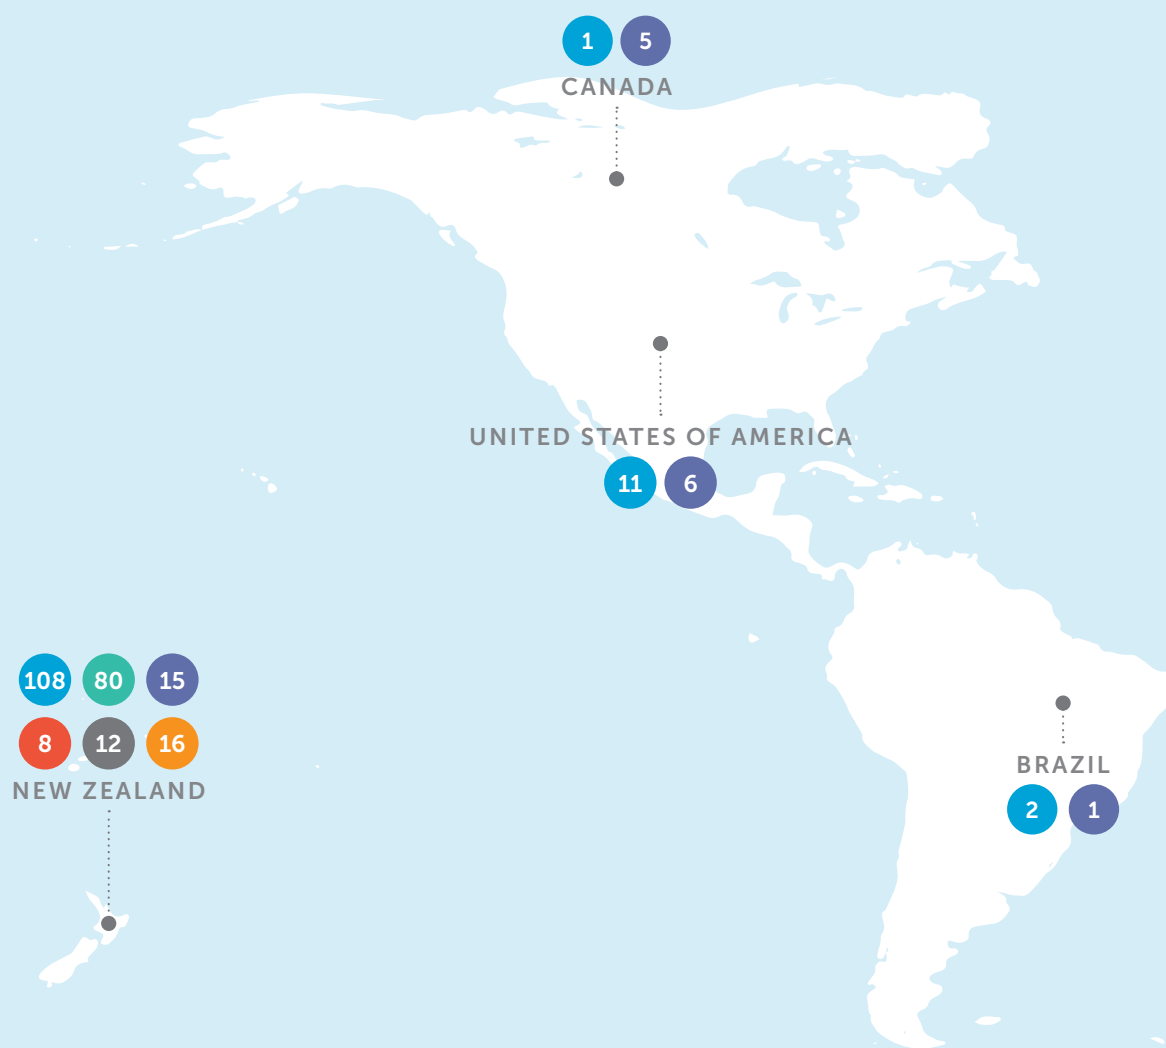 1 5
CANADA
UNITED STATES OF AMERICA
11 6
108 80 15
8 12 16
NEW ZEALAND
BRAZIL
2 1